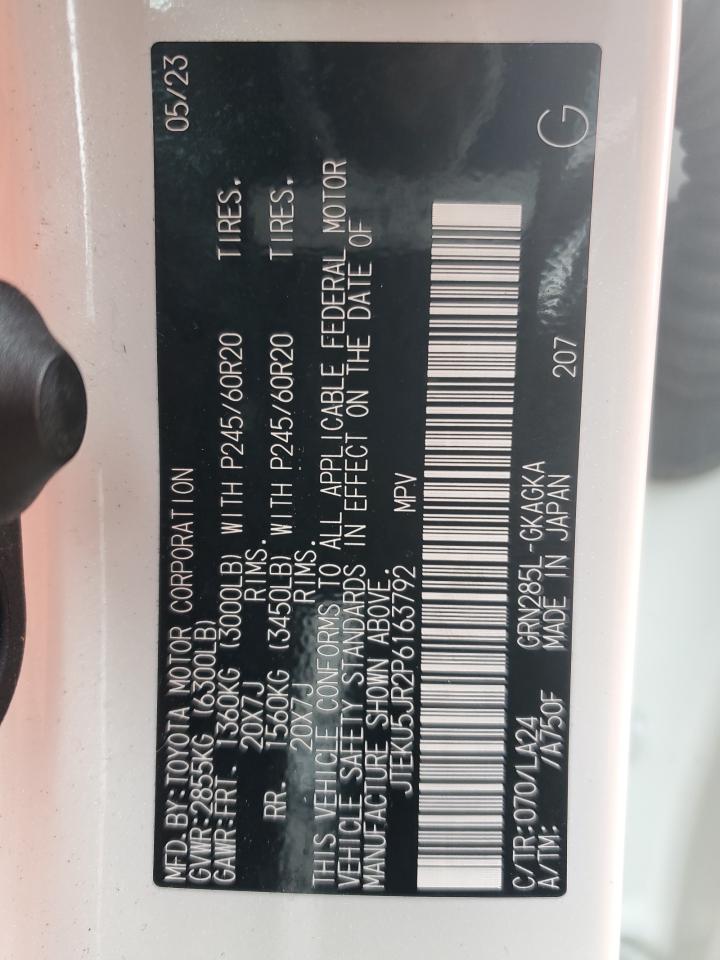 MFD.BY:TOYOTA MOTOR CORPORATION 05/23
GVWR:2855KG (6300LB)
GAWR:FRT. 1360KG (3000LB) WITH P245/60R20 TIRES,
20X7J RIMS.
RR. 1560KG (3450LB) WITH P245/60R20 TIRES,
20X7J RIMS.
THIS VEHICLE CONFORMS TO ALL APPLICABLE FEDERAL MOTOR
VEHICLE SAFETY STANDARDS IN EFFECT ON THE DATE OF
MANUFACTURE SHOWN ABOVE.
JTEKU5JR2P6163792 MPV
C/TR:070/LA24 GRN285L-GKAGKA 207 G
A/TM: /A750F MADE IN JAPAN